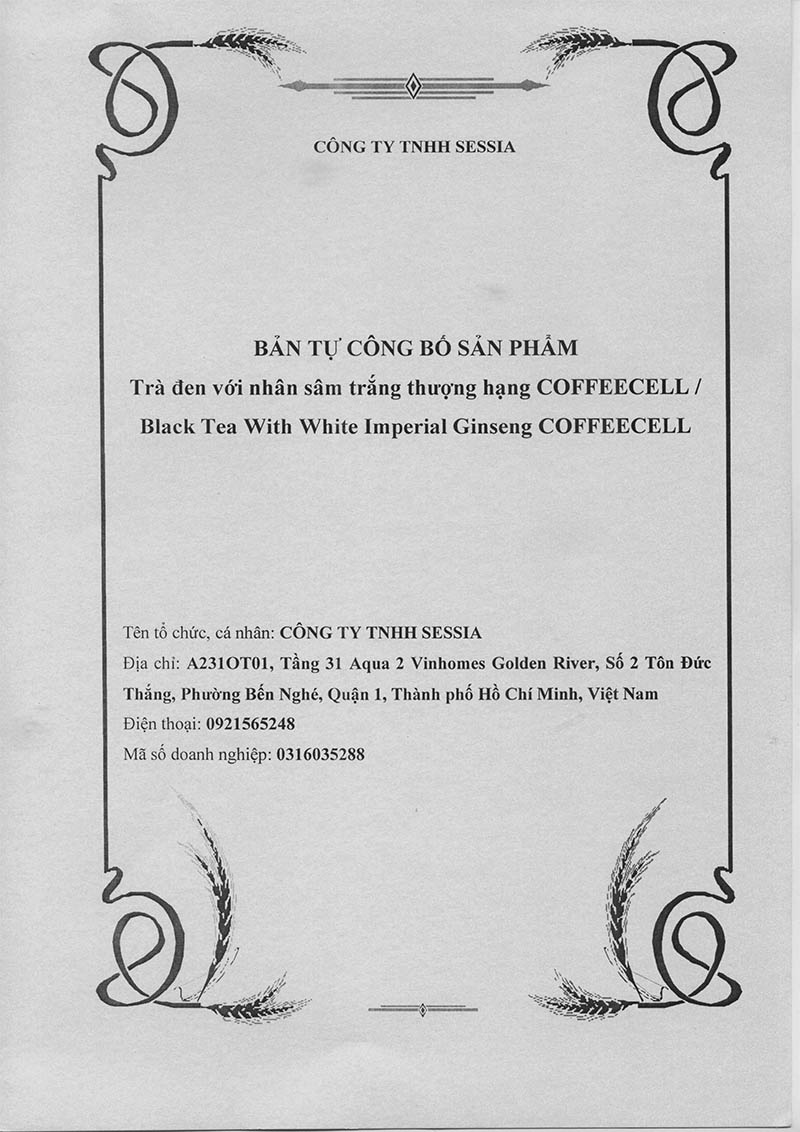 CÔNG TY TNHH SESSIA
BẢN TỰ CÔNG BỐ SẢN PHẨM
Trà đen với nhân sâm trắng thượng hạng COFFEECELL /
Black Tea With White Imperial Ginseng COFFEECELL
Tên tổ chức, cá nhân: CÔNG TY TNHH SESSIA
Địa chỉ: A231OT01, Tầng 31 Aqua 2 Vinhomes Golden River, Số 2 Tôn Đức
Thắng, Phường Bến Nghé, Quận 1, Thành phố Hồ Chí Minh, Việt Nam
Điện thoại: 0921565248
Mã số doanh nghiệp: 0316035288